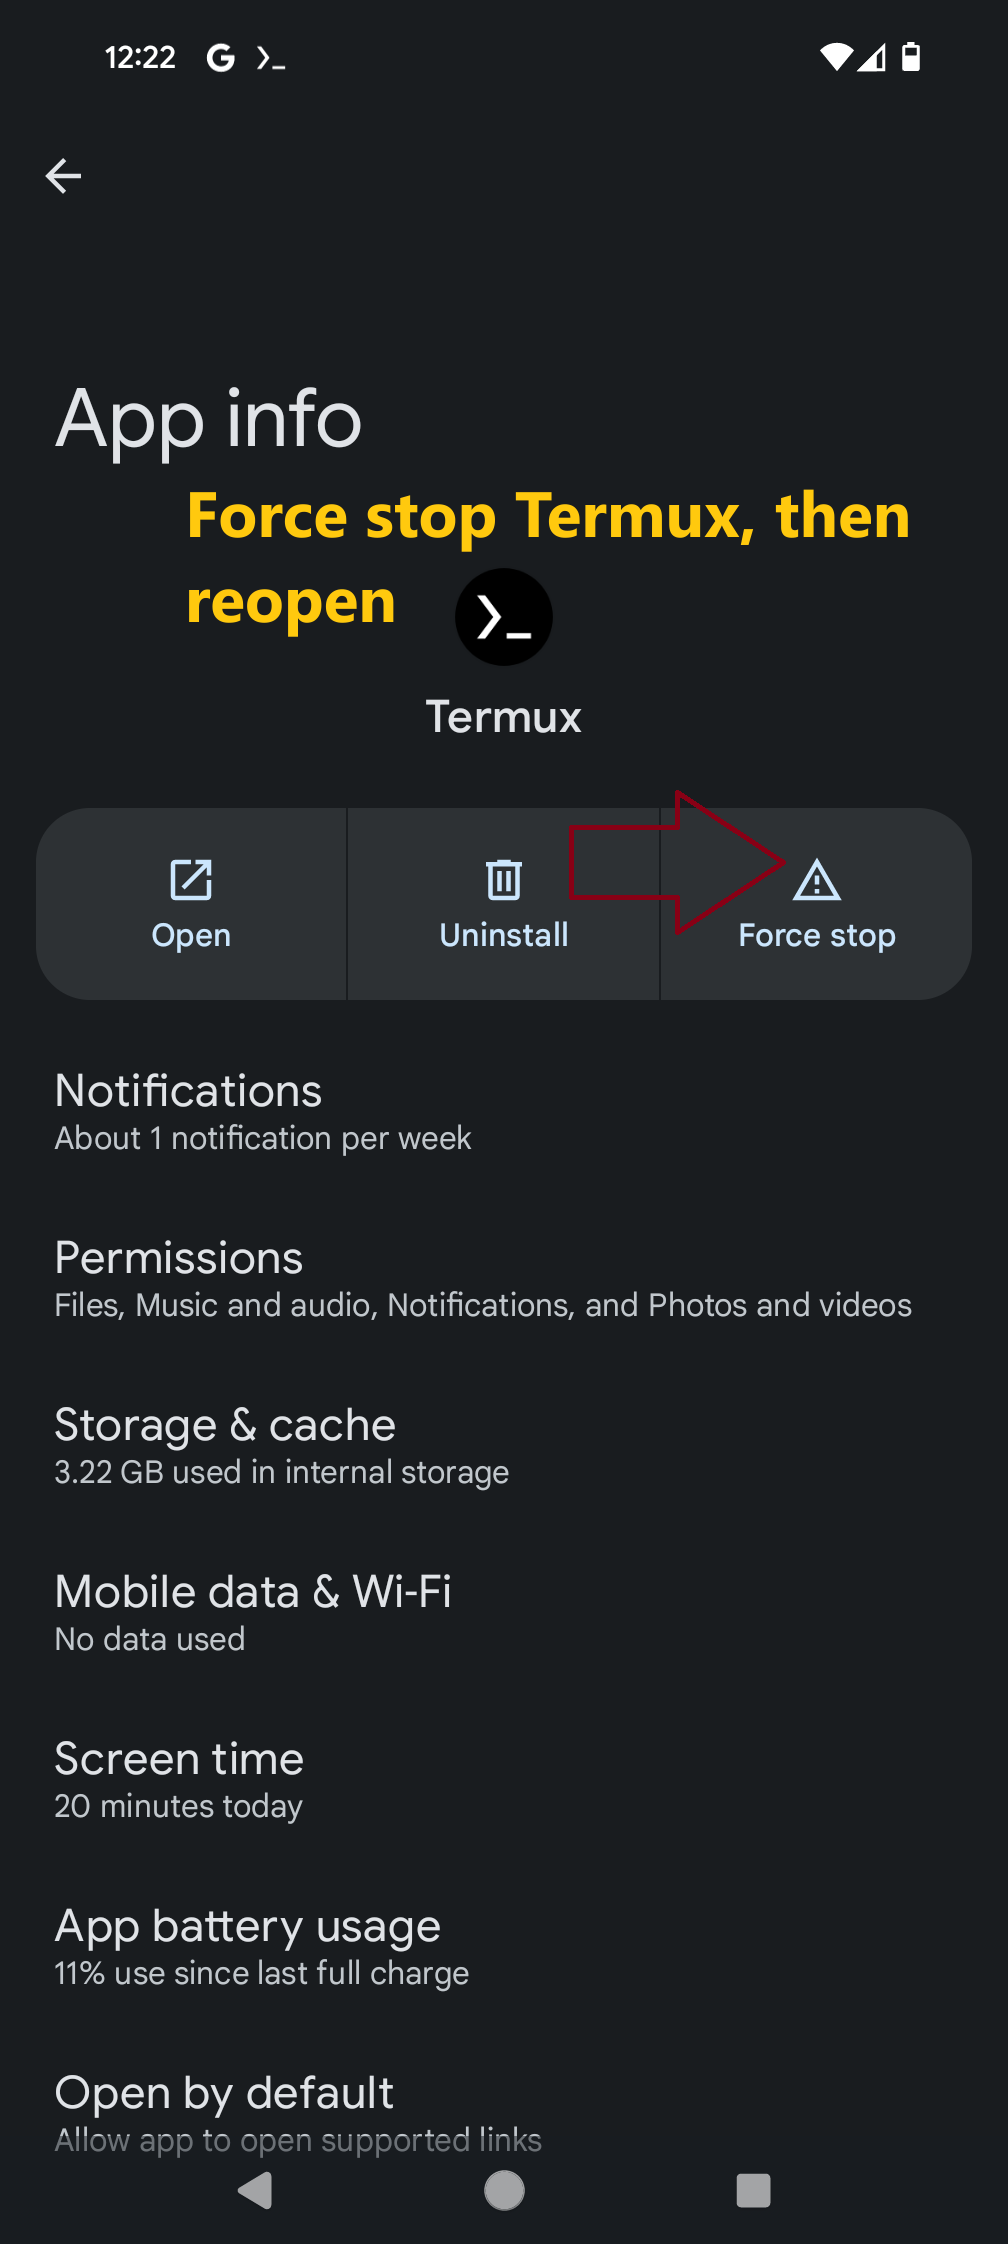 12:22
App info
Force stop Termux, then
reopen
Termux
Open
Uninstall
Force stop
Notifications
About 1 notification per week
Permissions
Files, Music and audio, Notifications, and Photos and videos
Storage & cache
3.22 GB used in internal storage
Mobile data & Wi-Fi
No data used
Screen time
20 minutes today
App battery usage
11% use since last full charge
Open by default
Allow app to open supported links